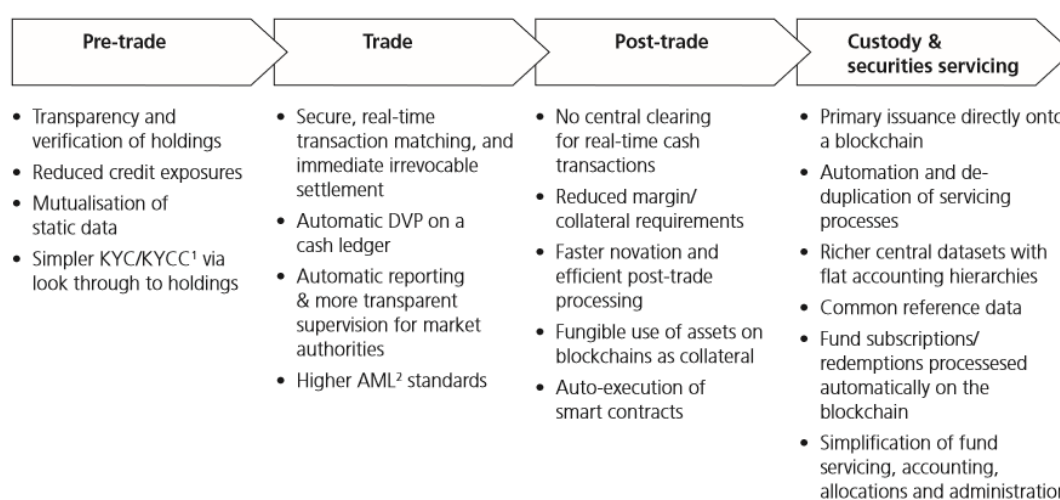 Pre-trade
Trade
Post-trade
Custody &
securities servicing
• Transparency and
verification of holdings
• Reduced credit exposures
• Mutualisation of
static data
• Simpler KYC/KYCC¹ via
look through to holdings
• Secure, real-time
transaction matching, and
immediate irrevocable
settlement
• Automatic DVP on a
cash ledger
• Automatic reporting
& more transparent
supervision for market
authorities
• Higher AML² standards
• No central clearing
for real-time cash
transactions
• Reduced margin/
collateral requirements
• Faster novation and
efficient post-trade
processing
• Fungible use of assets on
blockchains as collateral
• Auto-execution of
smart contracts
• Primary issuance directly onto
a blockchain
• Automation and de-
duplication of servicing
processes
• Richer central datasets with
flat accounting hierarchies
• Common reference data
• Fund subscriptions/
redemptions processesed
automatically on the
blockchain
• Simplification of fund
servicing, accounting,
allocations and administration